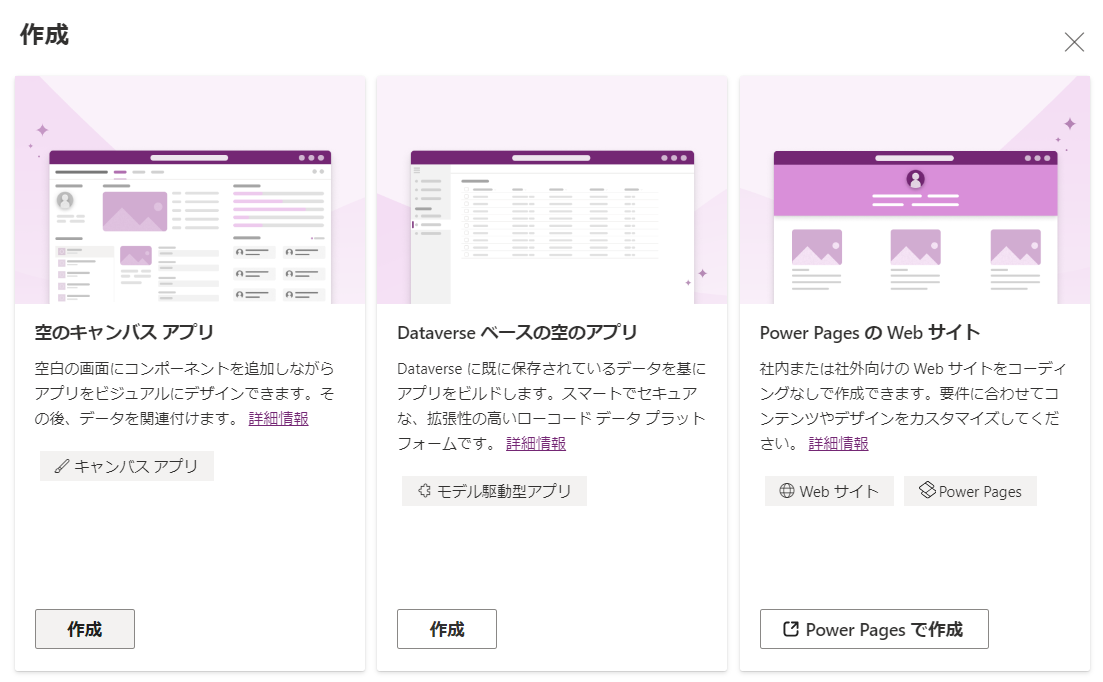 作成
空のキャンバス アプリ
空白の画面にコンポーネントを追加しながら
アプリをビジュアルにデザインできます。そ
の後、データを関連付けます。 詳細情報
キャンバス アプリ
作成
Dataverse ベースの空のアプリ
Dataverse に既に保存されているデータを基に
アプリをビルドします。スマートでセキュア
な、拡張性の高いローコード データ プラット
フォームです。 詳細情報
モデル駆動型アプリ
作成
Power Pages の Web サイト
社内または社外向けの Web サイトをコーディ
ングなしで作成できます。要件に合わせてコ
ンテンツやデザインをカスタマイズしてくだ
さい。 詳細情報
Web サイト
Power Pages
Power Pages で作成